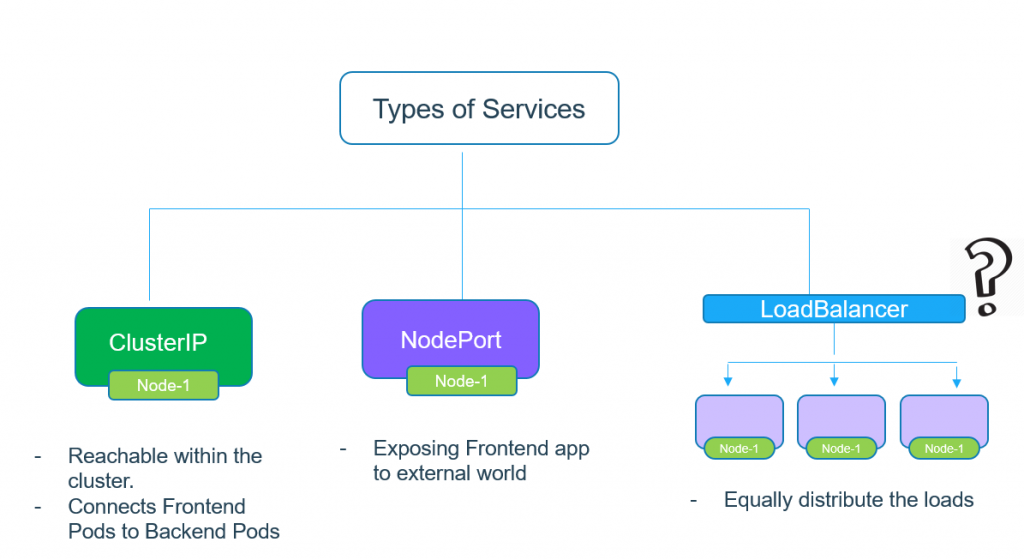 Types of Services
?
ClusterIP
Node-1
NodePort
Node-1
LoadBalancer
Node-1
Node-1
Node-1
- Reachable within the
cluster.
- Connects Frontend
Pods to Backend Pods
- Exposing Frontend app
to external world
- Equally distribute the loads